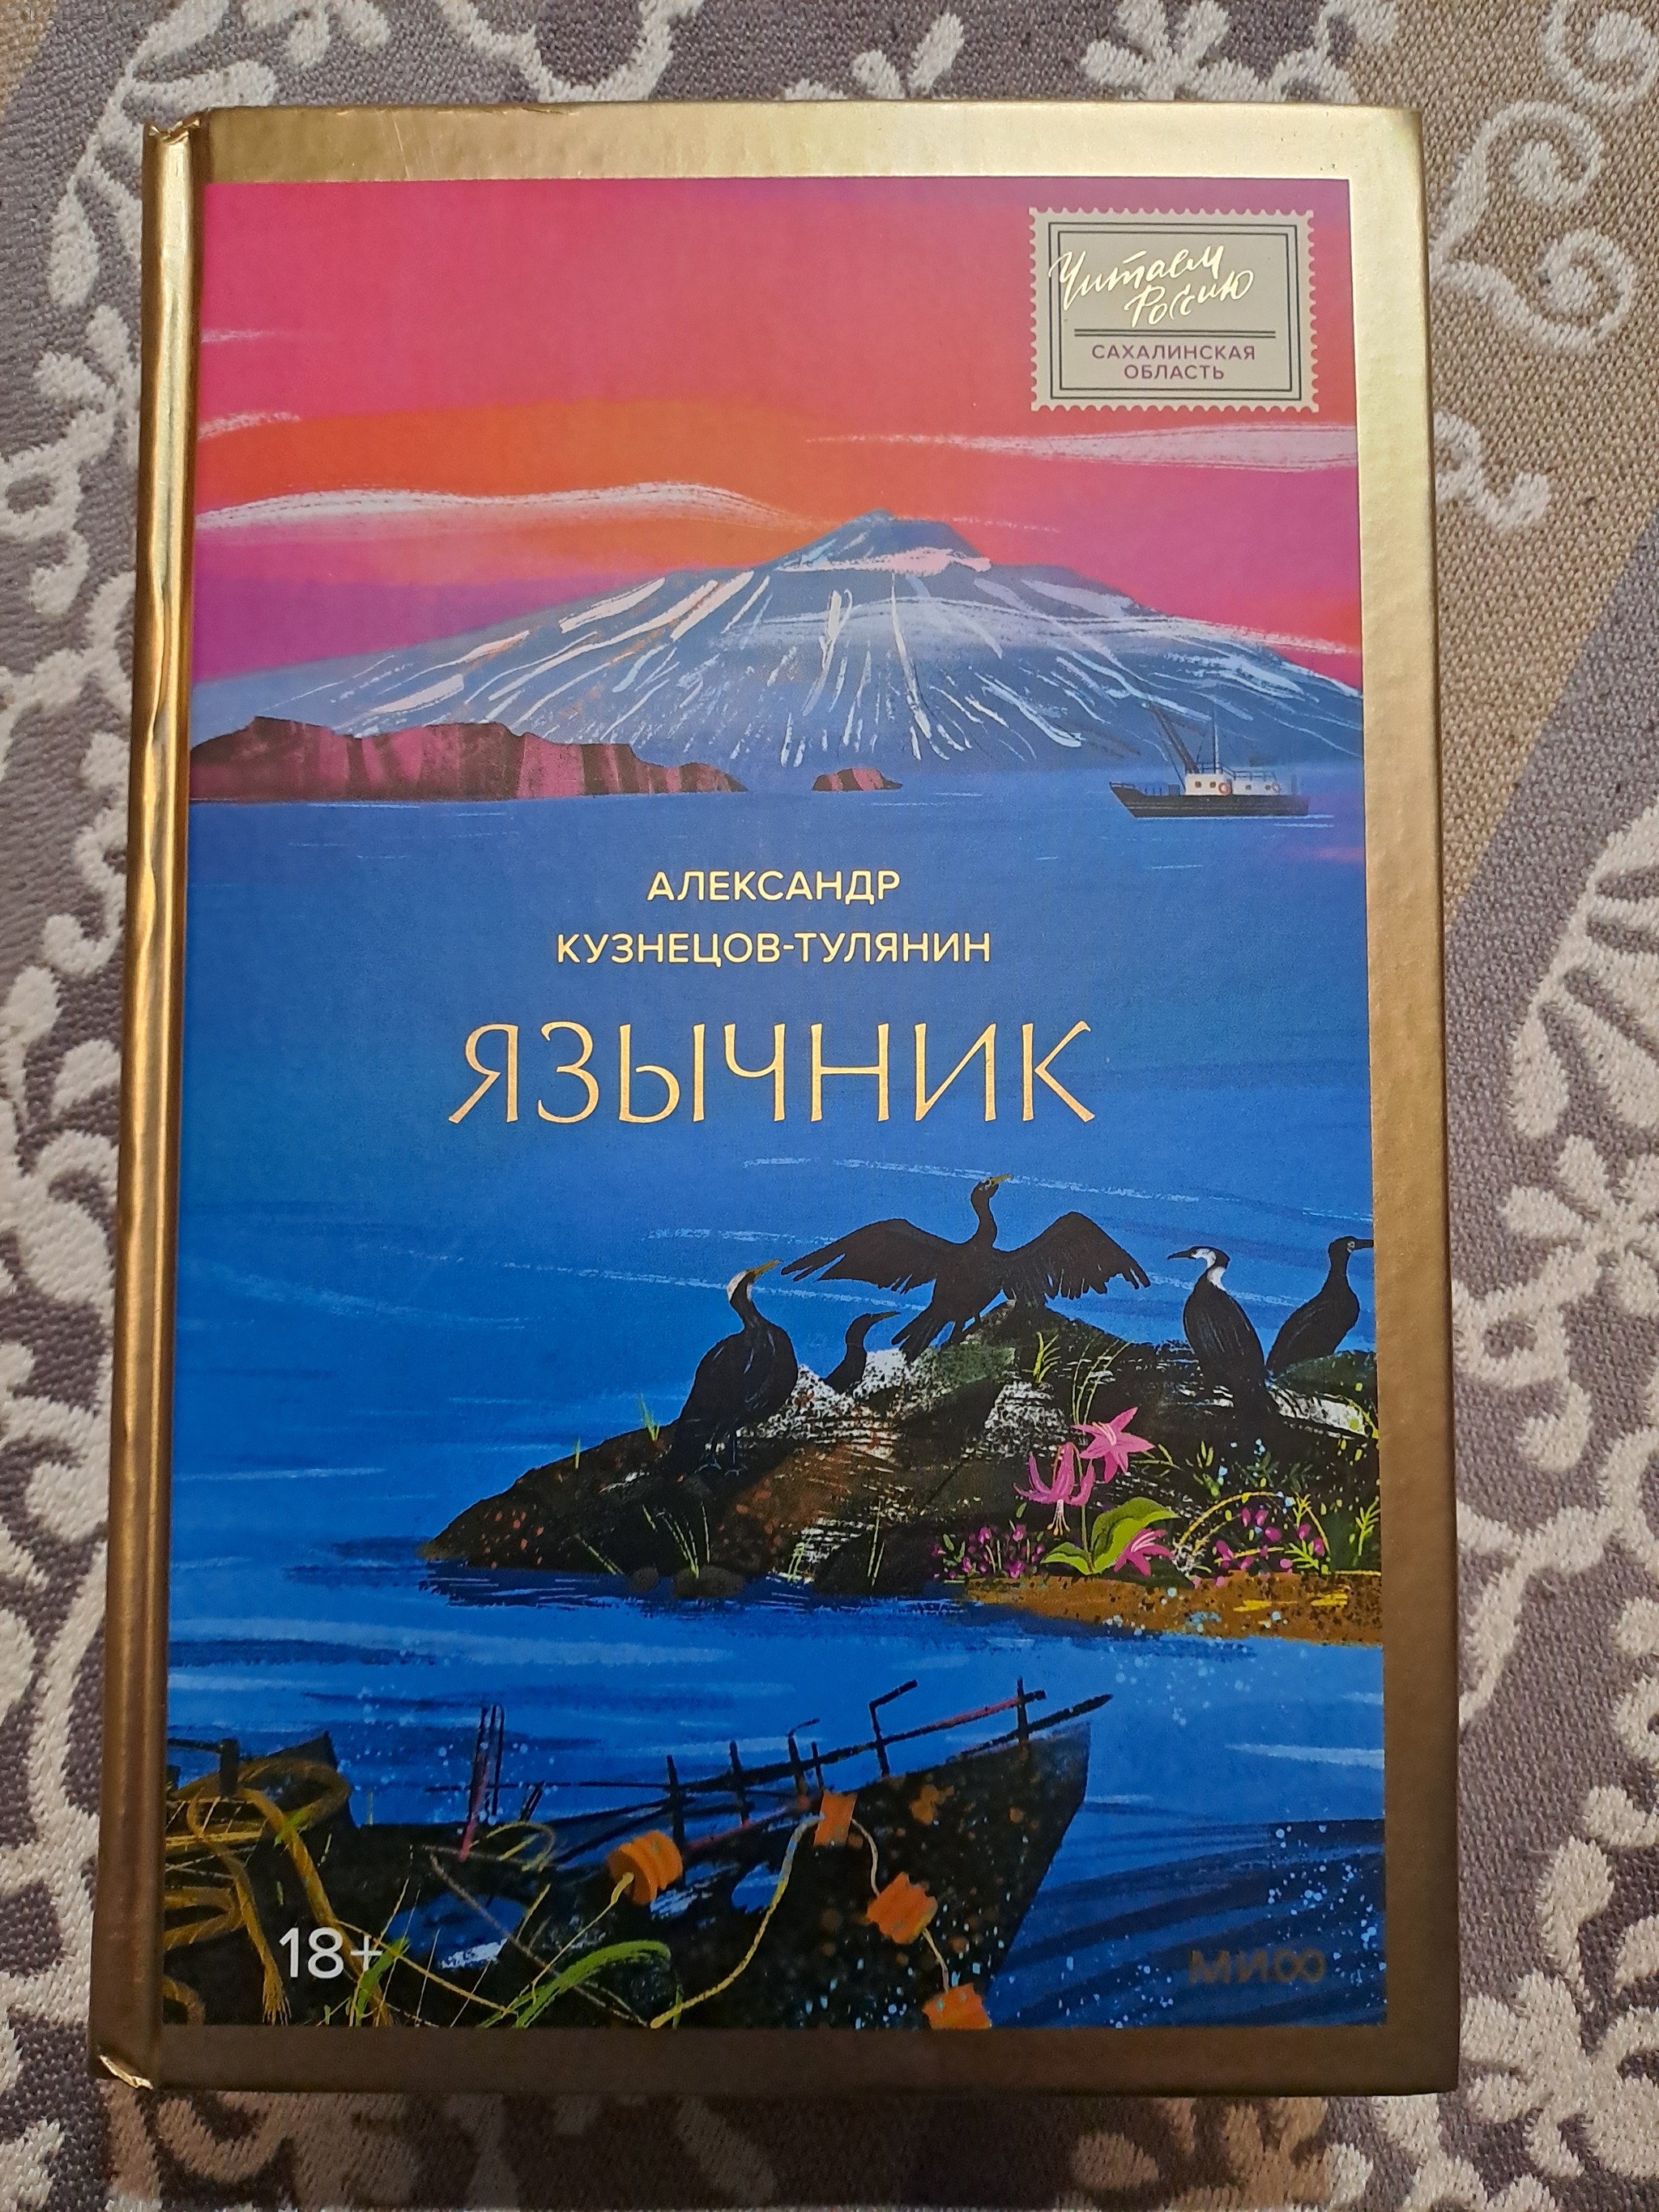 Читаем
Россию
САХАЛИНСКАЯ
ОБЛАСТЬ
АЛЕКСАНДР
КУЗНЕЦОВ-ТУЛЯНИН
ЯЗЫЧНИК
18+
МИФ